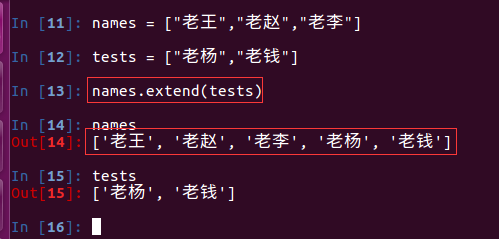 In [11]: names = ["老王","老赵","老李"]
In [12]: tests = ["老杨","老钱"]
In [13]: names.extend(tests)
In [14]: names
Out[14]: ['老王', '老赵', '老李', '老杨', '老钱']
In [15]: tests
Out[15]: ['老杨', '老钱']
In [16]: